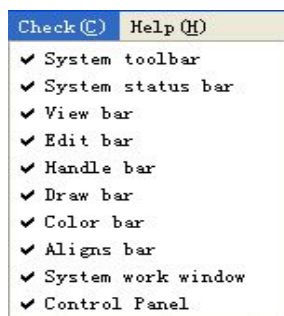 Check(C) Help(H)
✔ System toolbar
✔ System status bar
✔ View bar
✔ Edit bar
✔ Handle bar
✔ Draw bar
✔ Color bar
✔ Aligns bar
✔ System work window
✔ Control Panel